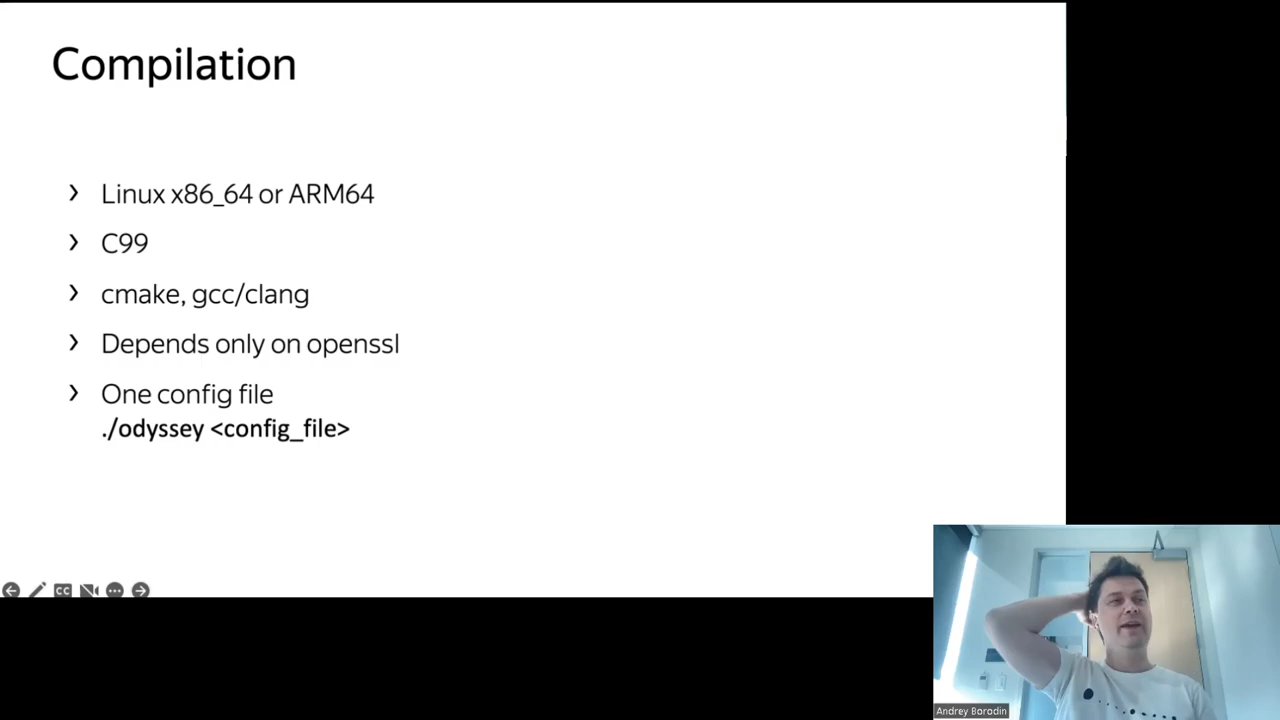 Compilation
› Linux x86_64 or ARM64
› C99
› cmake, gcc/clang
› Depends only on openssl
› One config file
./odyssey <config_file>
CC
Andrey Borodin